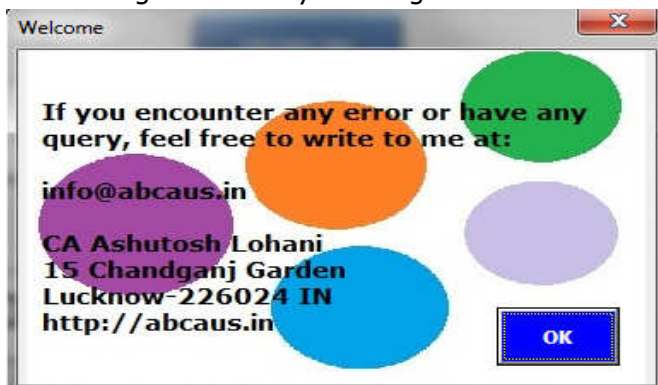 Welcome
If you encounter any error or have any
query, feel free to write to me at:
info@abcaus.in
CA Ashutosh Lohani
15 Chandganj Garden
Lucknow-226024 IN
http://abcaus.in
OK